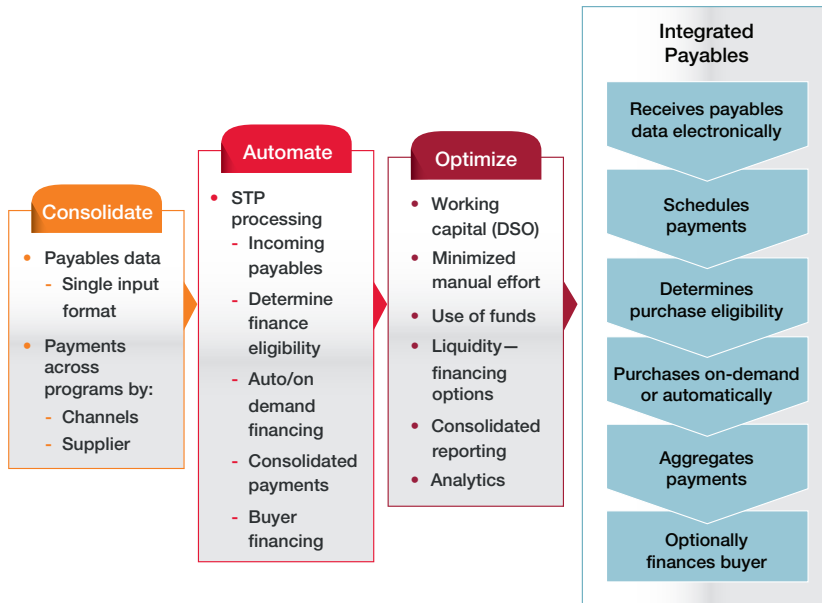 Consolidate
• Payables data
- Single input
format
• Payments
across
programs by:
- Channels
- Supplier
Automate
• STP
processing
- Incoming
payables
- Determine
finance
eligibility
- Auto/on
demand
financing
- Consolidated
payments
- Buyer
financing
Optimize
• Working
capital (DSO)
• Minimized
manual effort
• Use of funds
• Liquidity—
financing
options
• Consolidated
reporting
• Analytics
Integrated
Payables
Receives payables
data electronically
Schedules
payments
Determines
purchase eligibility
Purchases on-demand
or automatically
Aggregates
payments
Optionally
finances buyer